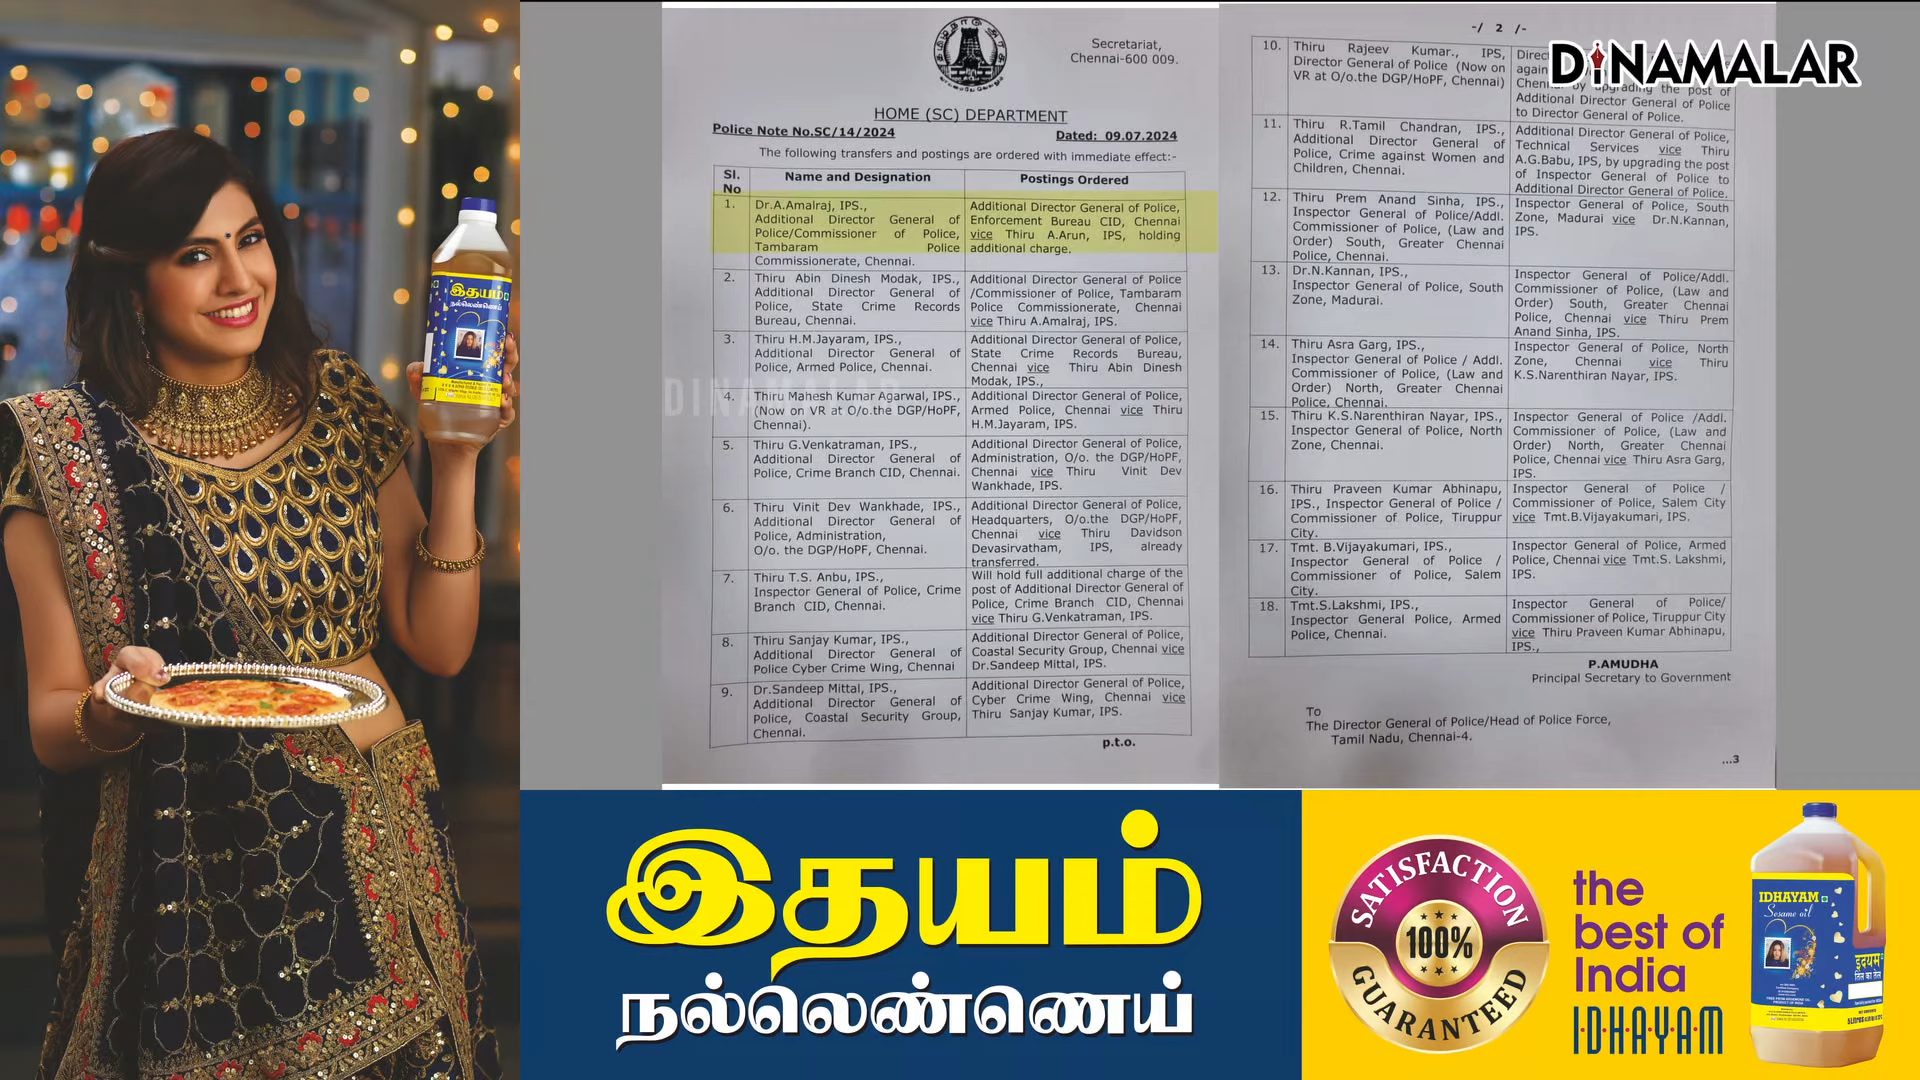 DINAMALAR
Secretariat,
Chennai-600 009.
HOME (SC) DEPARTMENT
Police Note No.SC/14/2024
Dated: 09.07.2024
The following transfers and postings are ordered with immediate effect:-
Sl.
No
Name and Designation
Postings Ordered
1.
Dr.A.Amalraj, IPS.,
Additional Director General of
Police/Commissioner of Police,
Tambaram Police
Commissionerate, Chennai.
Additional Director General of Police,
Enforcement Bureau CID, Chennai
vice Thiru A.Arun, IPS, holding
additional charge.
2.
Thiru Abin Dinesh Modak, IPS.,
Additional Director General of
Police, State Crime Records
Bureau, Chennai.
Additional Director General of Police
/Commissioner of Police, Tambaram
Police Commissionerate, Chennai
vice Thiru A.Amalraj, IPS.
3.
Thiru H.M.Jayaram, IPS.,
Additional Director General of
Police, Armed Police, Chennai.
Additional Director General of Police,
State Crime Records Bureau,
Chennai vice Thiru Abin Dinesh
Modak, IPS.,
4.
Thiru Mahesh Kumar Agarwal, IPS.,
(Now on VR at O/o.the DGP/HoPF,
Chennai).
Additional Director General of Police,
Armed Police, Chennai vice Thiru
H.M.Jayaram, IPS.
5.
Thiru G.Venkatraman, IPS.,
Additional Director General of
Police, Crime Branch CID, Chennai.
Additional Director General of Police,
Administration, O/o. the DGP/HoPF,
Chennai vice Thiru Vinit Dev
Wankhade, IPS.
6.
Thiru Vinit Dev Wankhade, IPS.,
Additional Director General of
Police, Administration,
O/o. the DGP/HoPF, Chennai.
Additional Director General of Police,
Headquarters, O/o.the DGP/HoPF,
Chennai vice Thiru Davidson
Devasirvatham, IPS, already
transferred.
7.
Thiru T.S. Anbu, IPS.,
Inspector General of Police, Crime
Branch CID, Chennai.
Will hold full additional charge of the
post of Additional Director General of
Police, Crime Branch CID, Chennai
vice Thiru G.Venkatraman, IPS.
8.
Thiru Sanjay Kumar, IPS.,
Additional Director General of
Police Cyber Crime Wing, Chennai
Additional Director General of Police,
Coastal Security Group, Chennai vice
Dr.Sandeep Mittal, IPS.
9.
Dr.Sandeep Mittal, IPS.,
Additional Director General of
Police, Coastal Security Group,
Chennai.
Additional Director General of Police,
Cyber Crime Wing, Chennai vice
Thiru Sanjay Kumar, IPS.
p.t.o.
-/ 2 /-
10.
Thiru Rajeev Kumar., IPS,
Director General of Police (Now on
VR at O/o.the DGP/HoPF, Chennai)
by upgrading the post of
Additional Director General of Police
to Director General of Police.
11.
Thiru R.Tamil Chandran, IPS.,
Additional Director General of
Police, Crime against Women and
Children, Chennai.
Additional Director General of Police,
Technical Services vice Thiru
A.G.Babu, IPS, by upgrading the post
of Inspector General of Police to
Additional Director General of Police.
12.
Thiru Prem Anand Sinha, IPS.,
Inspector General of Police/Addl.
Commissioner of Police, (Law and
Order) South, Greater Chennai
Police, Chennai.
Inspector General of Police, South
Zone, Madurai vice Dr.N.Kannan,
IPS.
13.
Dr.N.Kannan, IPS.,
Inspector General of Police, South
Zone, Madurai.
Inspector General of Police/Addl.
Commissioner of Police, (Law and
Order) South, Greater Chennai
Police, Chennai vice Thiru Prem
Anand Sinha, IPS.
14.
Thiru Asra Garg, IPS.,
Inspector General of Police / Addl.
Commissioner of Police, (Law and
Order) North, Greater Chennai
Police, Chennai.
Inspector General of Police, North
Zone, Chennai vice Thiru
K.S.Narenthiran Nayar, IPS.
15.
Thiru K.S.Narenthiran Nayar, IPS.,
Inspector General of Police, North
Zone, Chennai.
Inspector General of Police /Addl.
Commissioner of Police, (Law and
Order) North, Greater Chennai
Police, Chennai vice Thiru Asra Garg,
IPS.
16.
Thiru Praveen Kumar Abhinapu,
IPS., Inspector General of Police /
Commissioner of Police, Tiruppur
City.
Inspector General of Police /
Commissioner of Police, Salem City
vice Tmt.B.Vijayakumari, IPS.
17.
Tmt. B.Vijayakumari, IPS.,
Inspector General of Police /
Commissioner of Police, Salem
City.
Inspector General of Police, Armed
Police, Chennai vice Tmt.S. Lakshmi,
IPS.
18.
Tmt.S.Lakshmi, IPS.,
Inspector General Police, Armed
Police, Chennai.
Inspector General of Police/
Commissioner of Police, Tiruppur City
vice Thiru Praveen Kumar Abhinapu,
IPS.,
P.AMUDHA
Principal Secretary to Government
To
The Director General of Police/Head of Police Force,
Tamil Nadu, Chennai-4.
...3
இதயம்
நல்லெண்ணெய்
இதயம்
நல்லெண்ணெய்
SATISFACTION
100%
GUARANTEED
the
best of
India
IDHAYAM
IDHAYAM
Sesame oil
इदयम
तिल का तेल